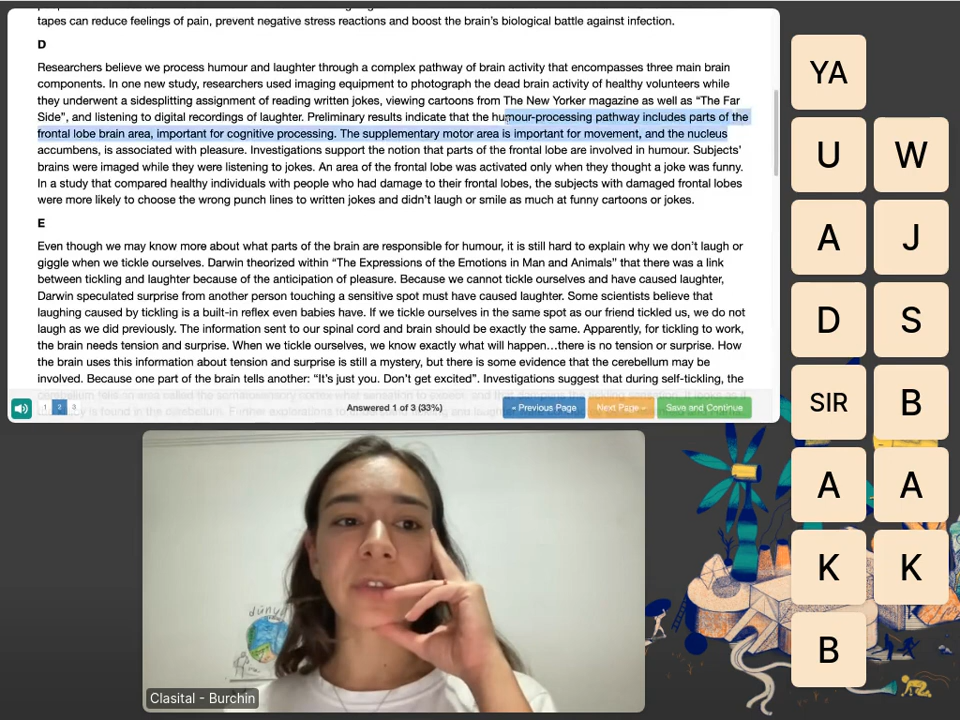 tapes can reduce feelings of pain, prevent negative stress reactions and boost the brain's biological battle against infection.
D
Researchers believe we process humour and laughter through a complex pathway of brain activity that encompasses three main brain
components. In one new study, researchers used imaging equipment to photograph the dead brain activity of healthy volunteers while
they underwent a sidesplitting assignment of reading written jokes, viewing cartoons from The New Yorker magazine as well as “The Far
Side”, and listening to digital recordings of laughter. Preliminary results indicate that the humour-processing pathway includes parts of the
frontal lobe brain area, important for cognitive processing. The supplementary motor area is important for movement, and the nucleus
accumbens, is associated with pleasure. Investigations support the notion that parts of the frontal lobe are involved in humour. Subjects'
brains were imaged while they were listening to jokes. An area of the frontal lobe was activated only when they thought a joke was funny.
In a study that compared healthy individuals with people who had damage to their frontal lobes, the subjects with damaged frontal lobes
were more likely to choose the wrong punch lines to written jokes and didn't laugh or smile as much at funny cartoons or jokes.
E
Even though we may know more about what parts of the brain are responsible for humour, it is still hard to explain why we don't laugh or
giggle when we tickle ourselves. Darwin theorized within “The Expressions of the Emotions in Man and Animals” that there was a link
between tickling and laughter because of the anticipation of pleasure. Because we cannot tickle ourselves and have caused laughter,
Darwin speculated surprise from another person touching a sensitive spot must have caused laughter. Some scientists believe that
laughing caused by tickling is a built-in reflex even babies have. If we tickle ourselves in the same spot as our friend tickled us, we do not
laugh as we did previously. The information sent to our spinal cord and brain should be exactly the same. Apparently, for tickling to work,
the brain needs tension and surprise. When we tickle ourselves, we know exactly what will happen…there is no tension or surprise. How
the brain uses this information about tension and surprise is still a mystery, but there is some evidence that the cerebellum may be
involved. Because one part of the brain tells another: “It's just you. Don't get excited”. Investigations suggest that during self-tickling, the
1 2 3
Answered 1 of 3 (33%)
« Previous Page
Next Page »
Save and Continue
YA
U W
A J
D S
SIR B
A A
K K
B
dünya
Clasital - Burchin